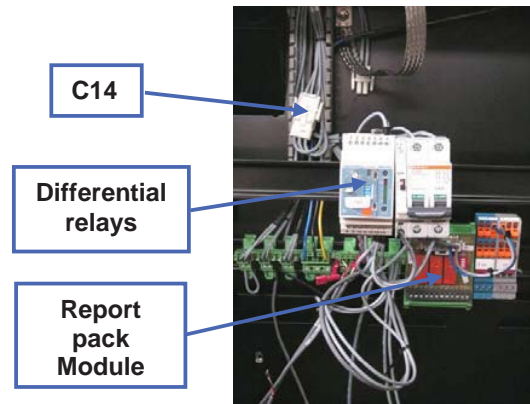 C14
Differential
relays
Report
pack
Module